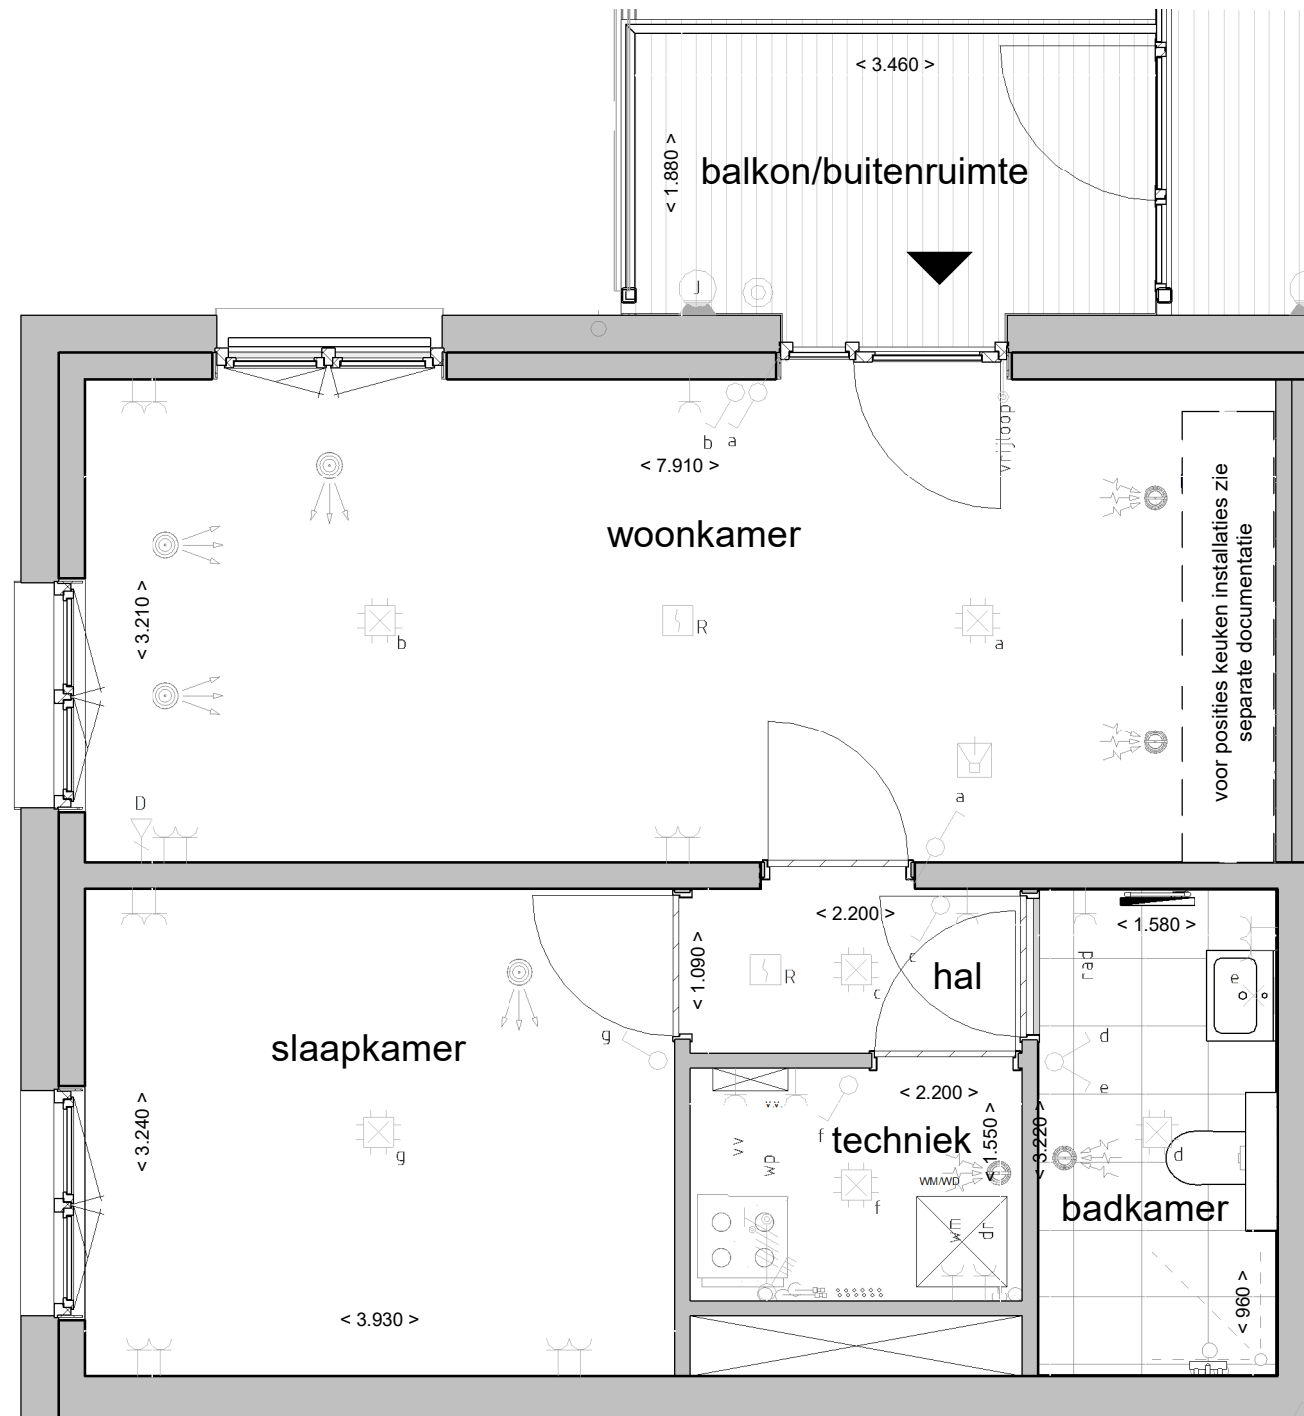 < 3.460 >
< 1.880 >
balkon/buitenruimte
J
b
a
vrijloop
< 7.910 >
woonkamer
voor posities keuken installaties zie
separate documentatie
< 3.210 >
b
R
a
a
D
< 2.200 >
< 1.580 >
c
< 1.090 >
R
c
hal
rad
e
slaapkamer
g
d
e
< 2.200 >
v.v.
f
techniek
< 1.550 >
< 3.220 >
< 3.240 >
g
vv
wp
d
WM/WD
f
badkamer
wm
dr
< 3.930 >
< 960 >